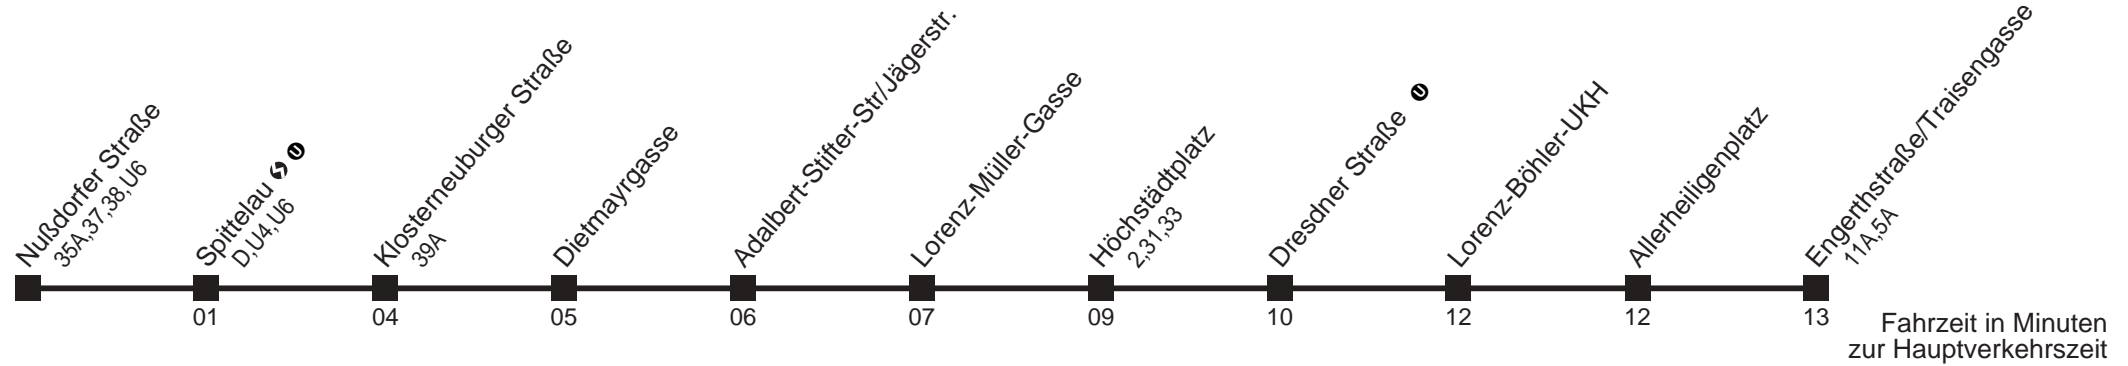 Nußdorfer Straße
35A,37,38,U6
Spittelau S U
D,U4,U6
Klosterneuburger Straße
39A
Dietmayrgasse
Adalbert-Stifter-Str/Jägerstr.
Lorenz-Müller-Gasse
Höchstädtplatz
2,31,33
Dresdner Straße U
Lorenz-Böhler-UKH
Allerheiligenplatz
Engerthstraße/Traisengasse
11A,5A
01
04
05
06
07
09
10
12
12
13
Fahrzeit in Minuten
zur Hauptverkehrszeit